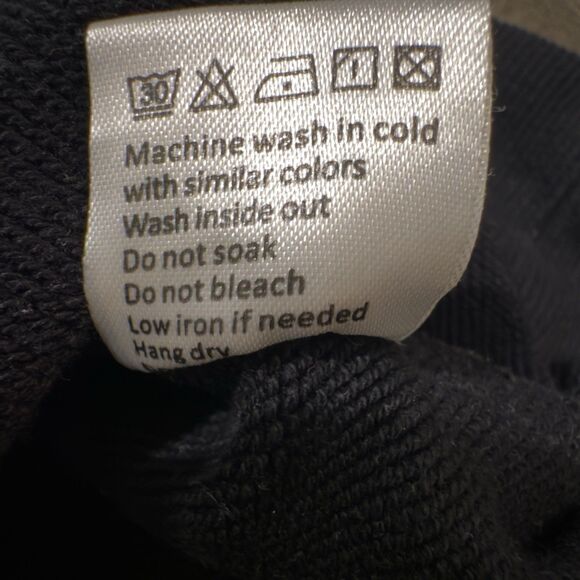 30
Machine wash in cold
with similar colors
Wash inside out
Do not soak
Do not bleach
Low iron if needed
Hang dry